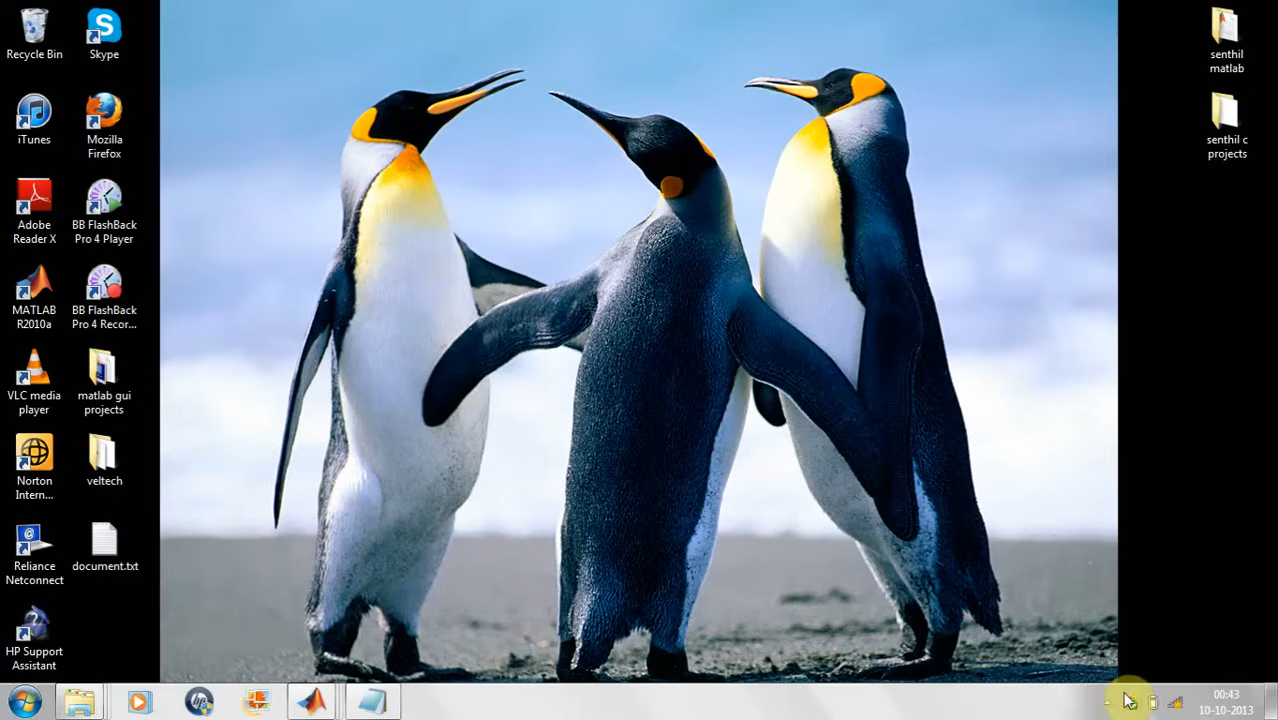 Recycle Bin
Skype
iTunes
Mozilla
Firefox
Adobe
Reader X
BB FlashBack
Pro 4 Player
MATLAB
R2010a
BB FlashBack
Pro 4 Recor...
VLC media
player
matlab gui
projects
Norton
Intern...
veltech
Reliance
Netconnect
document.txt
HP Support
Assistant
senthil
matlab
senthil c
projects
00:43
10-10-2013